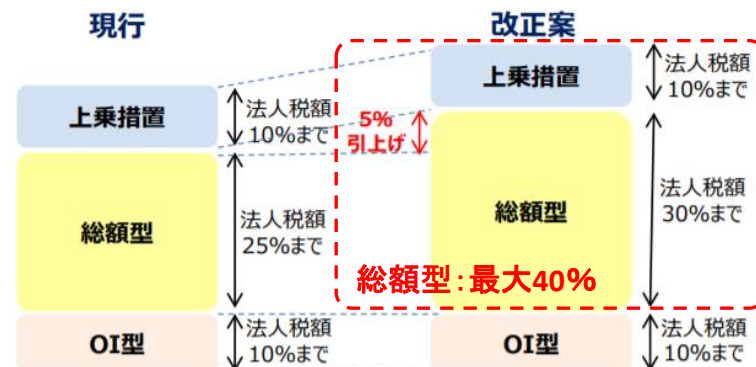 現行
上乗措置
法人税額
10%まで
総額型
法人税額
25%まで
OI型
法人税額
10%まで
改正案
上乗措置
法人税額
10%まで
5%
引上げ
総額型
法人税額
30%まで
総額型:最大40%
OI型
法人税額
10%まで